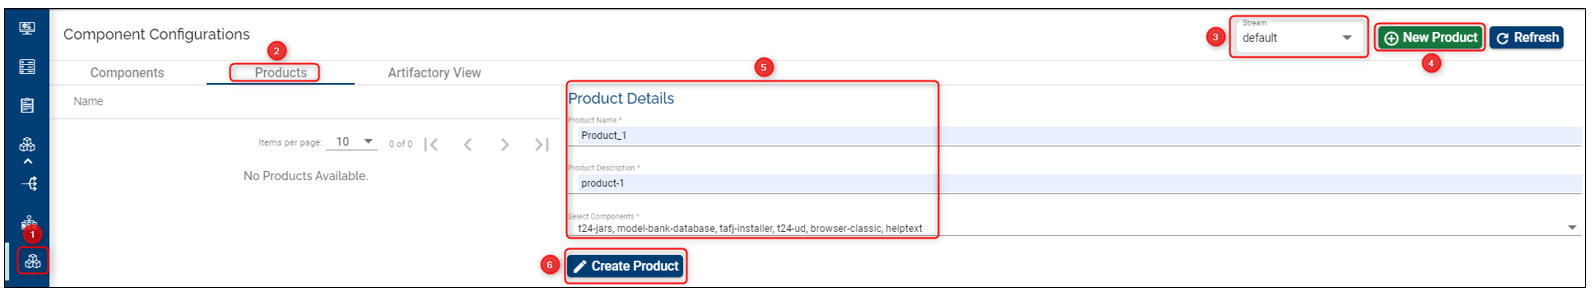 Component Configurations
2
3
Stream
default
New Product
Refresh
4
Components
Products
Artifactory View
5
Name
Items per page:
10
0 of 0
No Products Available.
Product Details
Product Name *
Product_1
Product Description *
product-1
Select Components *
t24-jars, model-bank-database, tafj-installer, t24-ud, browser-classic, helptext
1
6
Create Product